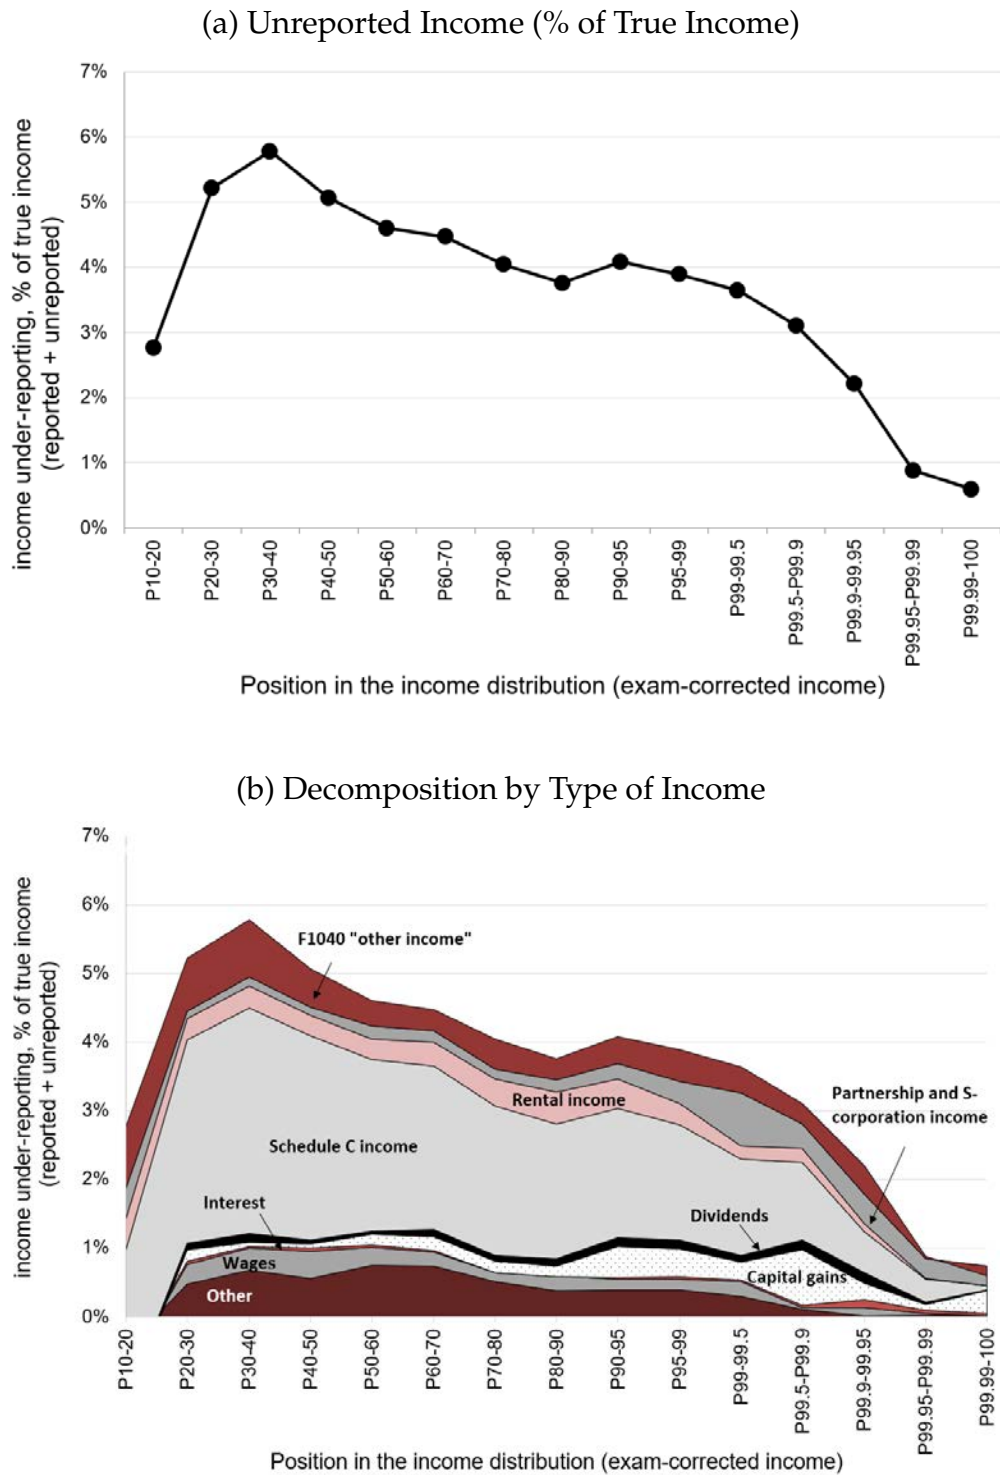 (a) Unreported Income (% of True Income)
7%
6%
5%
4%
3%
2%
1%
0%
income under-reporting, % of true income
(reported + unreported)
P10-20
P20-30
P30-40
P40-50
P50-60
P60-70
P70-80
P80-90
P90-95
P95-99
P99-99.5
P99.5-P99.9
P99.9-99.95
P99.95-P99.99
P99.99-100
Position in the income distribution (exam-corrected income)
(b) Decomposition by Type of Income
7%
6%
5%
4%
3%
2%
1%
0%
income under-reporting, % of true income
(reported + unreported)
F1040 "other income"
Partnership and S-
corporation income
Rental income
Schedule C income
Interest
Dividends
Wages
Capital gains
Other
P10-20
P20-30
P30-40
P40-50
P50-60
P60-70
P70-80
P80-90
P90-95
P95-99
P99-99.5
P99.5-P99.9
P99.9-99.95
P99.95-P99.99
P99.99-100
Position in the income distribution (exam-corrected income)